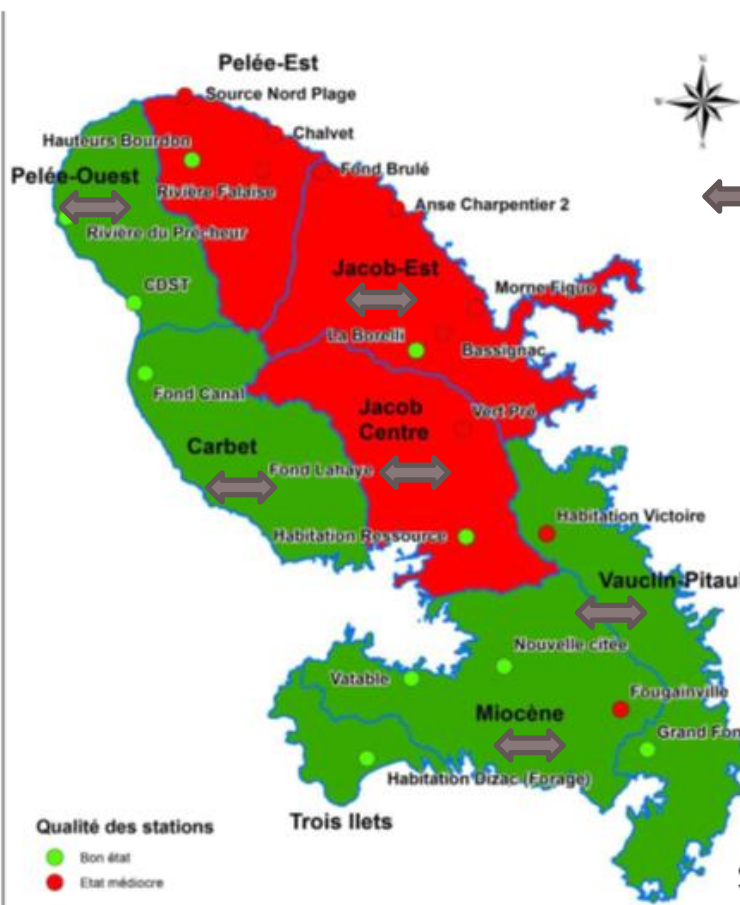 Pelée-Est
Source Nord Plage
Chalvet
Hauteurs Bourdon
Fond Brulé
Pelée-Ouest
Rivière Falaise
Anse Charpentier 2
Rivière du Prêcheur
Jacob-Est
CDST
Morne Figue
La Borelli
Bassignac
Fond Canal
Jacob
Centre
Vert Pré
Carbet
Fond Lahaye
Habitation Victoire
Habitation Ressource
Vauclin-Pitaul
Nouvelle citée
Vatable
Fougainville
Miocène
Grand Fon
Habitation Dizac (Forage)
Trois Ilets
Qualité des stations
Bon état
Etat médiocre
N